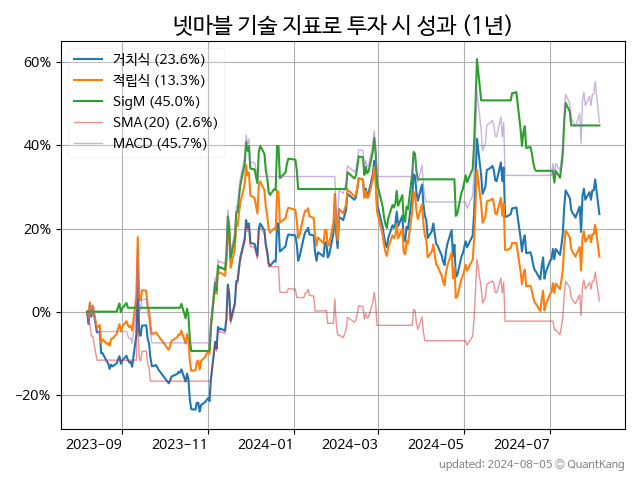 넷마블 기술 지표로 투자 시 성과 (1년)
거치식 (23.6%)
적립식 (13.3%)
SigM (45.0%)
SMA(20) (2.6%)
MACD (45.7%)
60%
40%
20%
0%
−20%
2023-09
2023-11
2024-01
2024-03
2024-05
2024-07
updated: 2024-08-05 © QuantKang